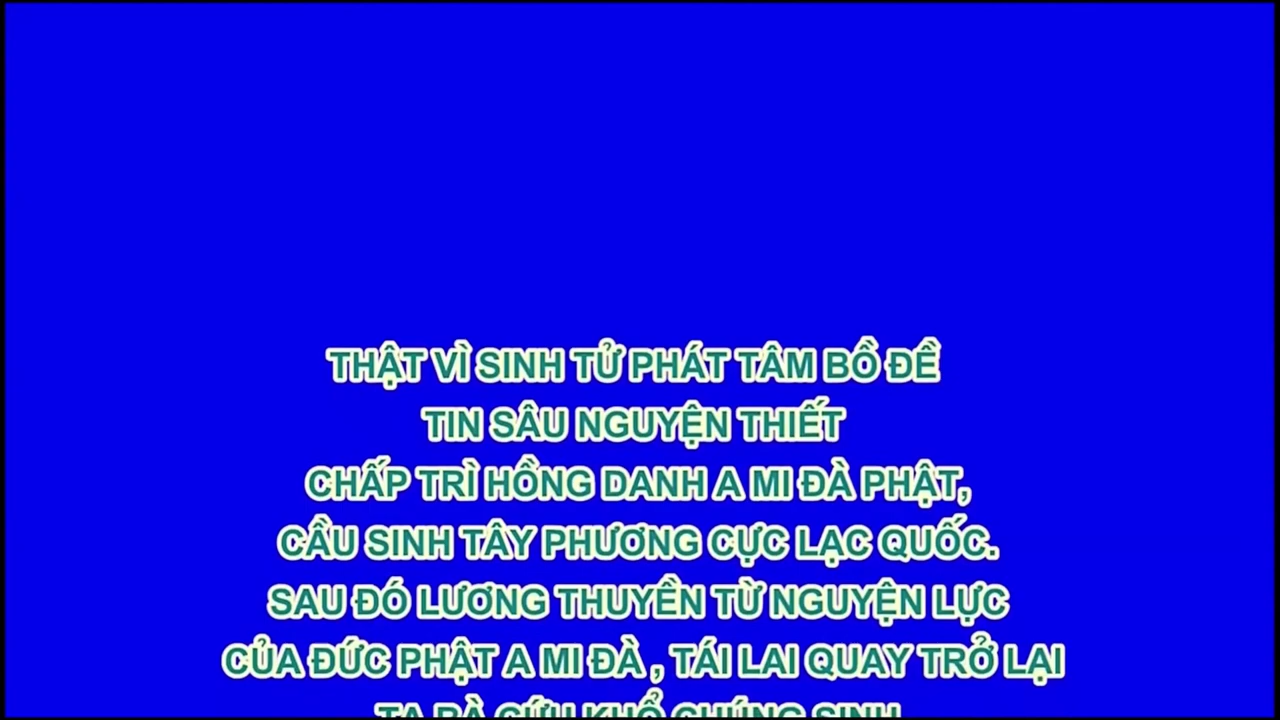 THẬT VÌ SINH TỬ PHÁT TÂM BỒ ĐỀ
TIN SÂU NGUYỆN THIẾT
CHẤP TRÌ HỒNG DANH A MI ĐÀ PHẬT,
CẦU SINH TÂY PHƯƠNG CỰC LẠC QUỐC.
SAU ĐÓ LƯƠNG THUYỀN TỪ NGUYỆN LỰC
CỦA ĐỨC PHẬT A MI ĐÀ , TÁI LAI QUAY TRỞ LẠI
TA BÀ CỨU KHỔ CHÚNG SINH